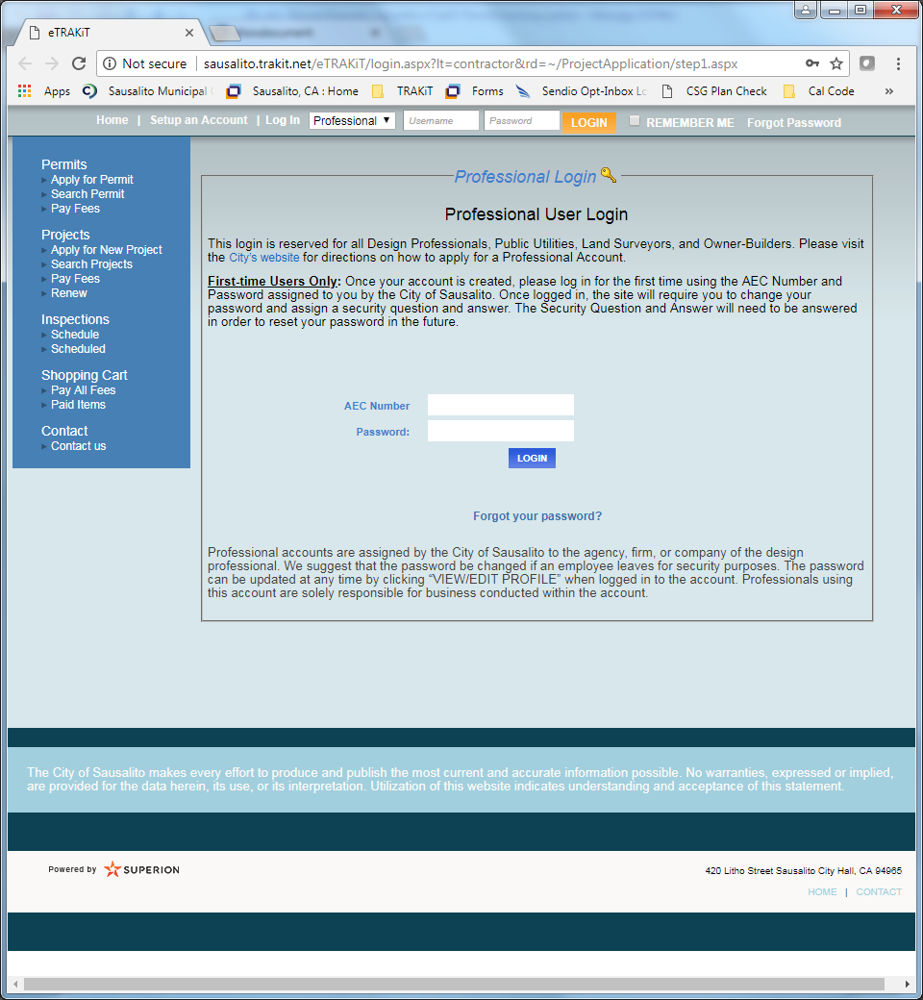 eTRAKiT
Not secure | sausalito.trakit.net/eTRAKiT/login.aspx?lt=contractor&rd=~/ProjectApplication/step1.aspx
Apps Sausalito Municipal Sausalito, CA : Home TRAKiT Forms Sendio Opt-Inbox Lo CSG Plan Check Cal Code »
Home | Setup an Account | Log In Professional Username Password LOGIN REMEMBER ME Forgot Password
Permits
Apply for Permit
Search Permit
Pay Fees
Projects
Apply for New Project
Search Projects
Pay Fees
Renew
Inspections
Schedule
Scheduled
Shopping Cart
Pay All Fees
Paid Items
Contact
Contact us
Professional Login
Professional User Login
This login is reserved for all Design Professionals, Public Utilities, Land Surveyors, and Owner-Builders. Please visit
the City's website for directions on how to apply for a Professional Account.
First-time Users Only: Once your account is created, please log in for the first time using the AEC Number and
Password assigned to you by the City of Sausalito. Once logged in, the site will require you to change your
password and assign a security question and answer. The Security Question and Answer will need to be answered
in order to reset your password in the future.
AEC Number
Password:
LOGIN
Forgot your password?
Professional accounts are assigned by the City of Sausalito to the agency, firm, or company of the design
professional. We suggest that the password be changed if an employee leaves for security purposes. The password
can be updated at any time by clicking “VIEW/EDIT PROFILE” when logged in to the account. Professionals using
this account are solely responsible for business conducted within the account.
The City of Sausalito makes every effort to produce and publish the most current and accurate information possible. No warranties, expressed or implied,
are provided for the data herein, its use, or its interpretation. Utilization of this website indicates understanding and acceptance of this statement.
Powered by SUPERION
420 Litho Street Sausalito City Hall, CA 94965
HOME | CONTACT